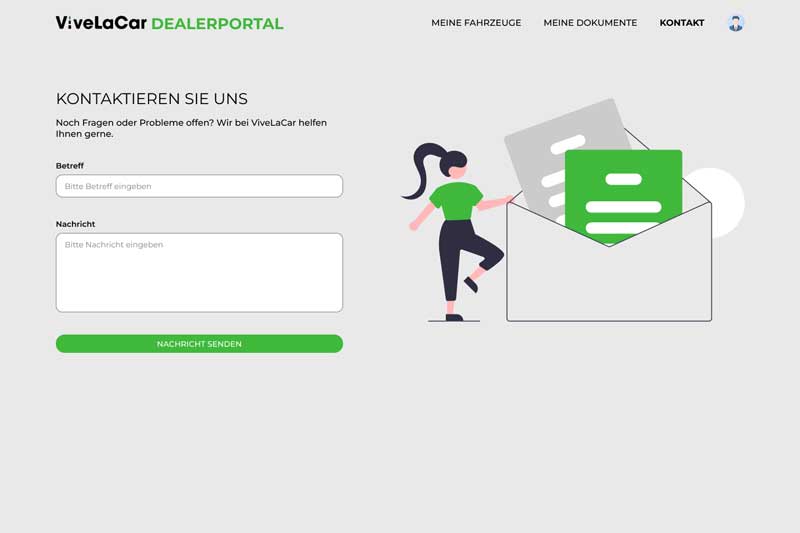 ViveLaCar DEALERPORTAL
MEINE FAHRZEUGE
MEINE DOKUMENTE
KONTAKT
KONTAKTIEREN SIE UNS
Noch Fragen oder Probleme offen? Wir bei ViveLaCar helfen
Ihnen gerne.
Betreff
Bitte Betreff eingeben
Nachricht
Bitte Nachricht eingeben
NACHRICHT SENDEN